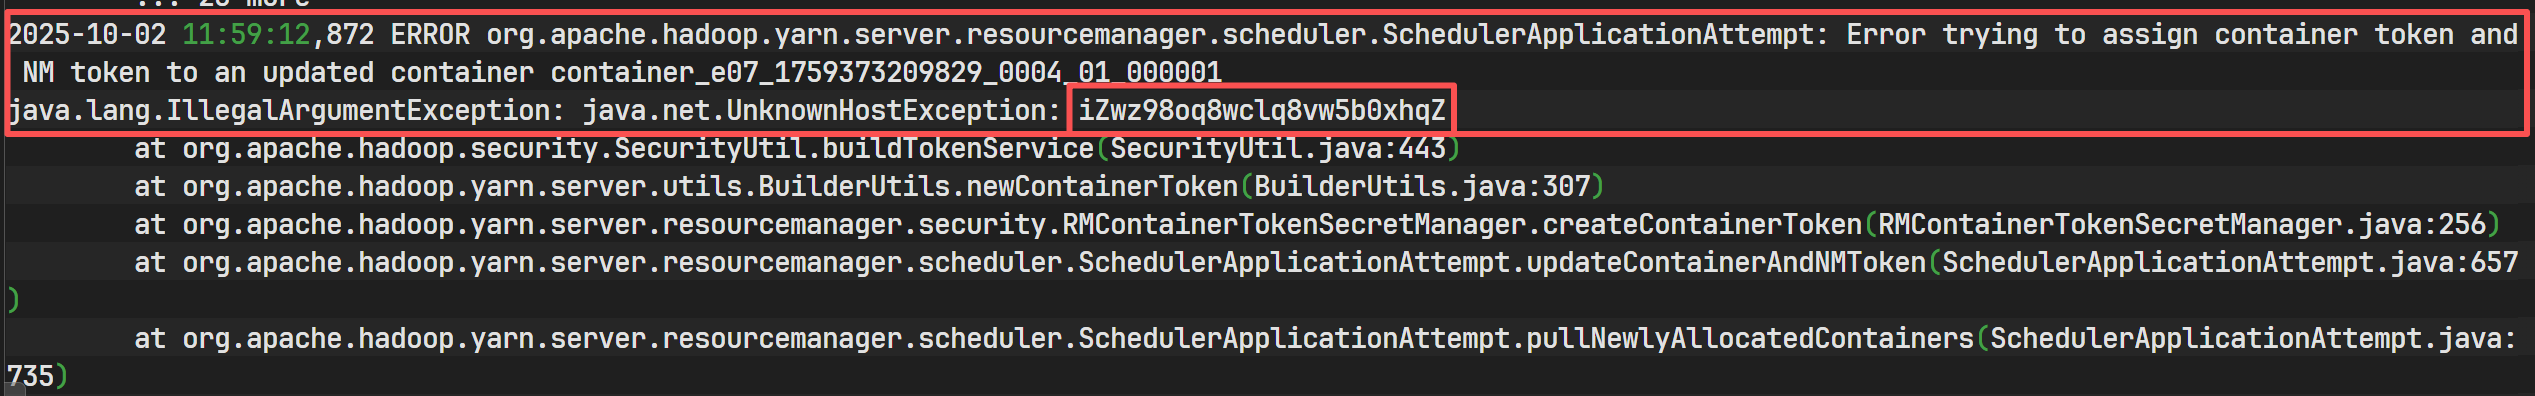 ... 20 more
2025-10-02 11:59:12,872 ERROR org.apache.hadoop.yarn.server.resourcemanager.scheduler.SchedulerApplicationAttempt: Error trying to assign container token and
NM token to an updated container container_e07_1759373209829_0004_01_000001
java.lang.IllegalArgumentException: java.net.UnknownHostException: iZwz98oq8wclq8vw5b0xhqZ
at org.apache.hadoop.security.SecurityUtil.buildTokenService(SecurityUtil.java:443)
at org.apache.hadoop.yarn.server.utils.BuilderUtils.newContainerToken(BuilderUtils.java:307)
at org.apache.hadoop.yarn.server.resourcemanager.security.RMContainerTokenSecretManager.createContainerToken(RMContainerTokenSecretManager.java:256)
at org.apache.hadoop.yarn.server.resourcemanager.scheduler.SchedulerApplicationAttempt.updateContainerAndNMToken(SchedulerApplicationAttempt.java:657
)
at org.apache.hadoop.yarn.server.resourcemanager.scheduler.SchedulerApplicationAttempt.pullNewlyAllocatedContainers(SchedulerApplicationAttempt.java:
735)